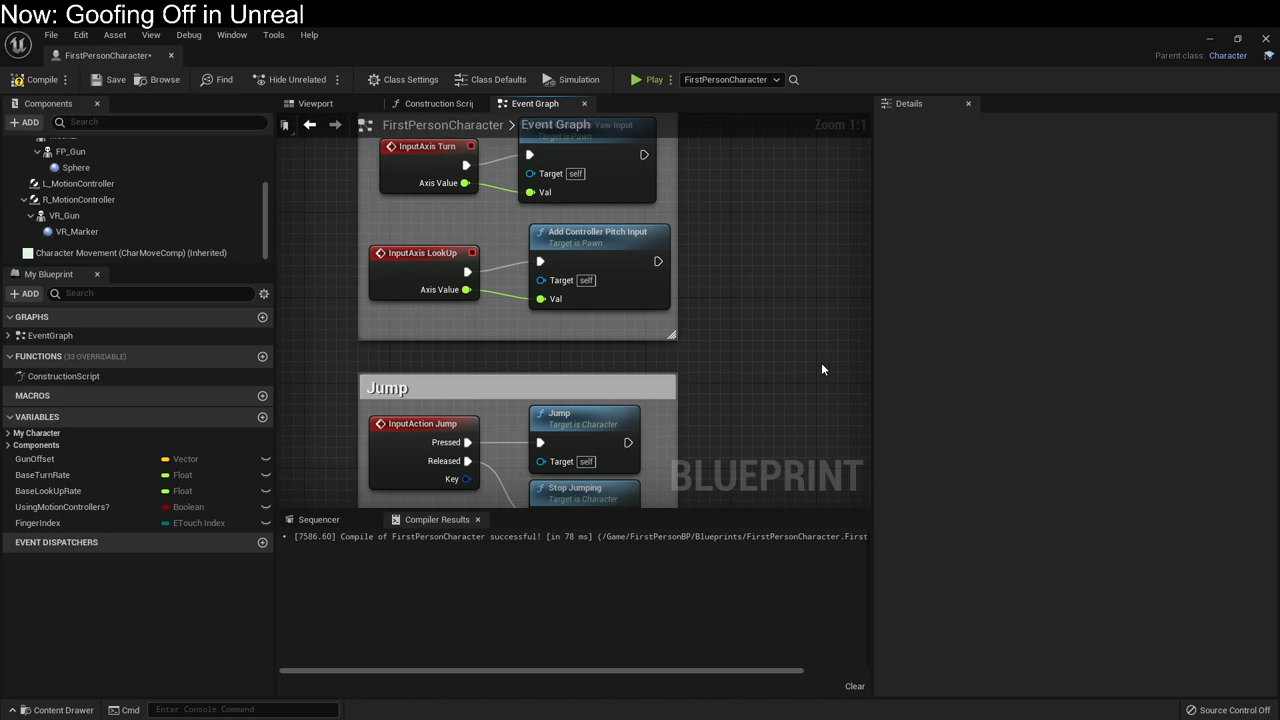 Now: Goofing Off in Unreal
File Edit Asset View Debug Window Tools Help
FirstPersonCharacter*
Parent class: Character
Compile
Save
Browse
Find
Hide Unrelated
Class Settings
Class Defaults
Simulation
Play
FirstPersonCharacter
Components
ADD
Search
FP_Gun
Sphere
L_MotionController
R_MotionController
VR_Gun
VR_Marker
Character Movement (CharMoveComp) (Inherited)
My Blueprint
ADD
Search
GRAPHS
EventGraph
FUNCTIONS (33 OVERRIDABLE)
ConstructionScript
MACROS
VARIABLES
My Character
Components
GunOffset Vector
BaseTurnRate Float
BaseLookUpRate Float
UsingMotionControllers? Boolean
FingerIndex ETouch Index
EVENT DISPATCHERS
Viewport
Construction Scrip
Event Graph
FirstPersonCharacter > Event Graph
Zoom 1:1
Yaw Input
Target is Pawn
InputAxis Turn
Axis Value
Target self
Val
InputAxis LookUp
Axis Value
Add Controller Pitch Input
Target is Pawn
Target self
Val
Jump
InputAction Jump
Pressed
Released
Key
Jump
Target is Character
Target self
Stop Jumping
Target is Character
BLUEPRINT
Sequencer
Compiler Results
[7586.60] Compile of FirstPersonCharacter successful! [in 78 ms] (/Game/FirstPersonBP/Blueprints/FirstPersonCharacter.First
Clear
Details
Content Drawer
Cmd
Enter Console Command
Source Control Off